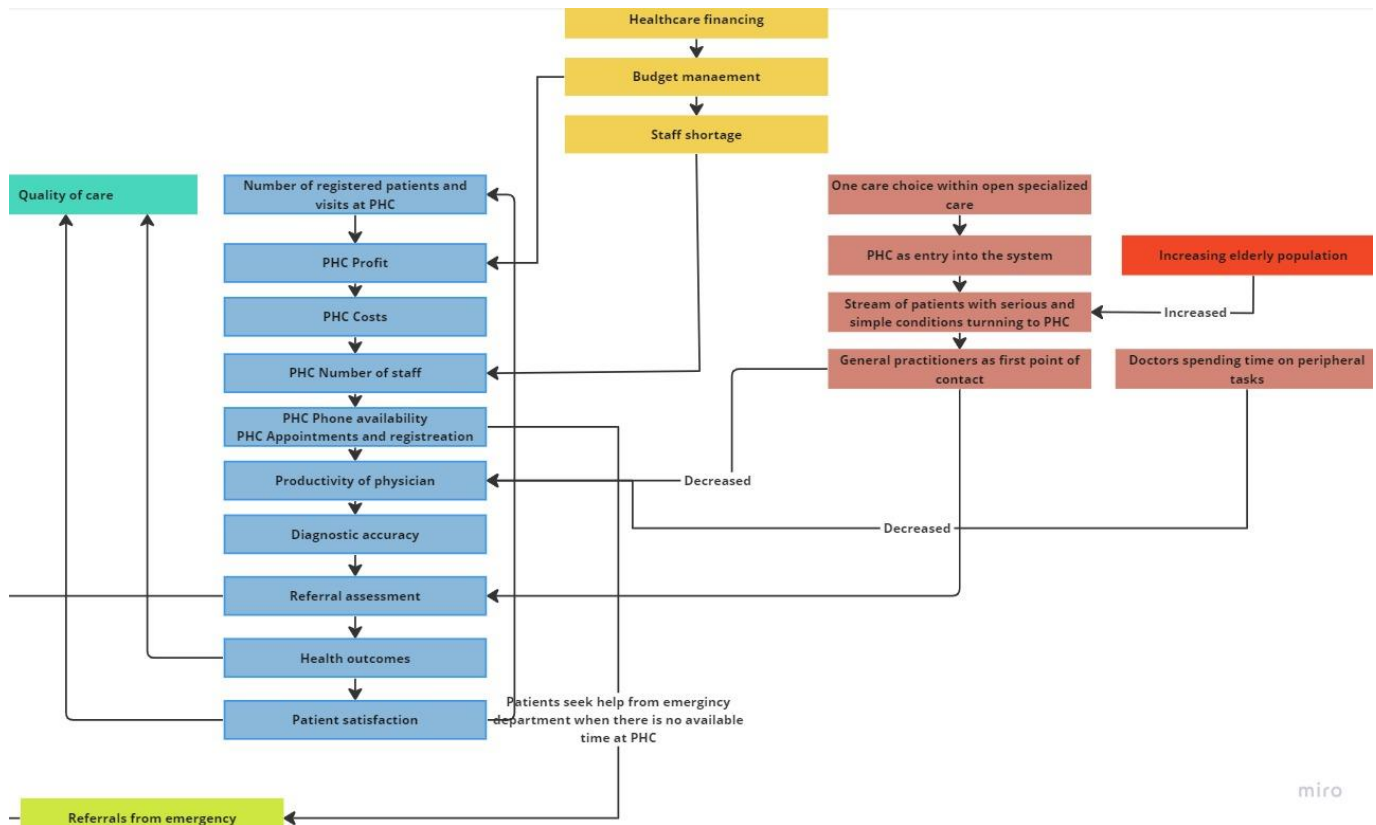 Healthcare financing
Budget manaement
Staff shortage
Quality of care
Number of registered patients and
visits at PHC
PHC Profit
PHC Costs
PHC Number of staff
PHC Phone availability
PHC Appointments and registreation
Productivity of physician
Diagnostic accuracy
Referral assessment
Health outcomes
Patient satisfaction
One care choice within open specialized
care
PHC as entry into the system
Stream of patients with serious and
simple conditions turnning to PHC
General practitioners as first point of
contact
Increasing elderly population
Increased
Doctors spending time on peripheral
tasks
Decreased
Decreased
Patients seek help from emergincy
department when there is no available
time at PHC
Referrals from emergency
miro